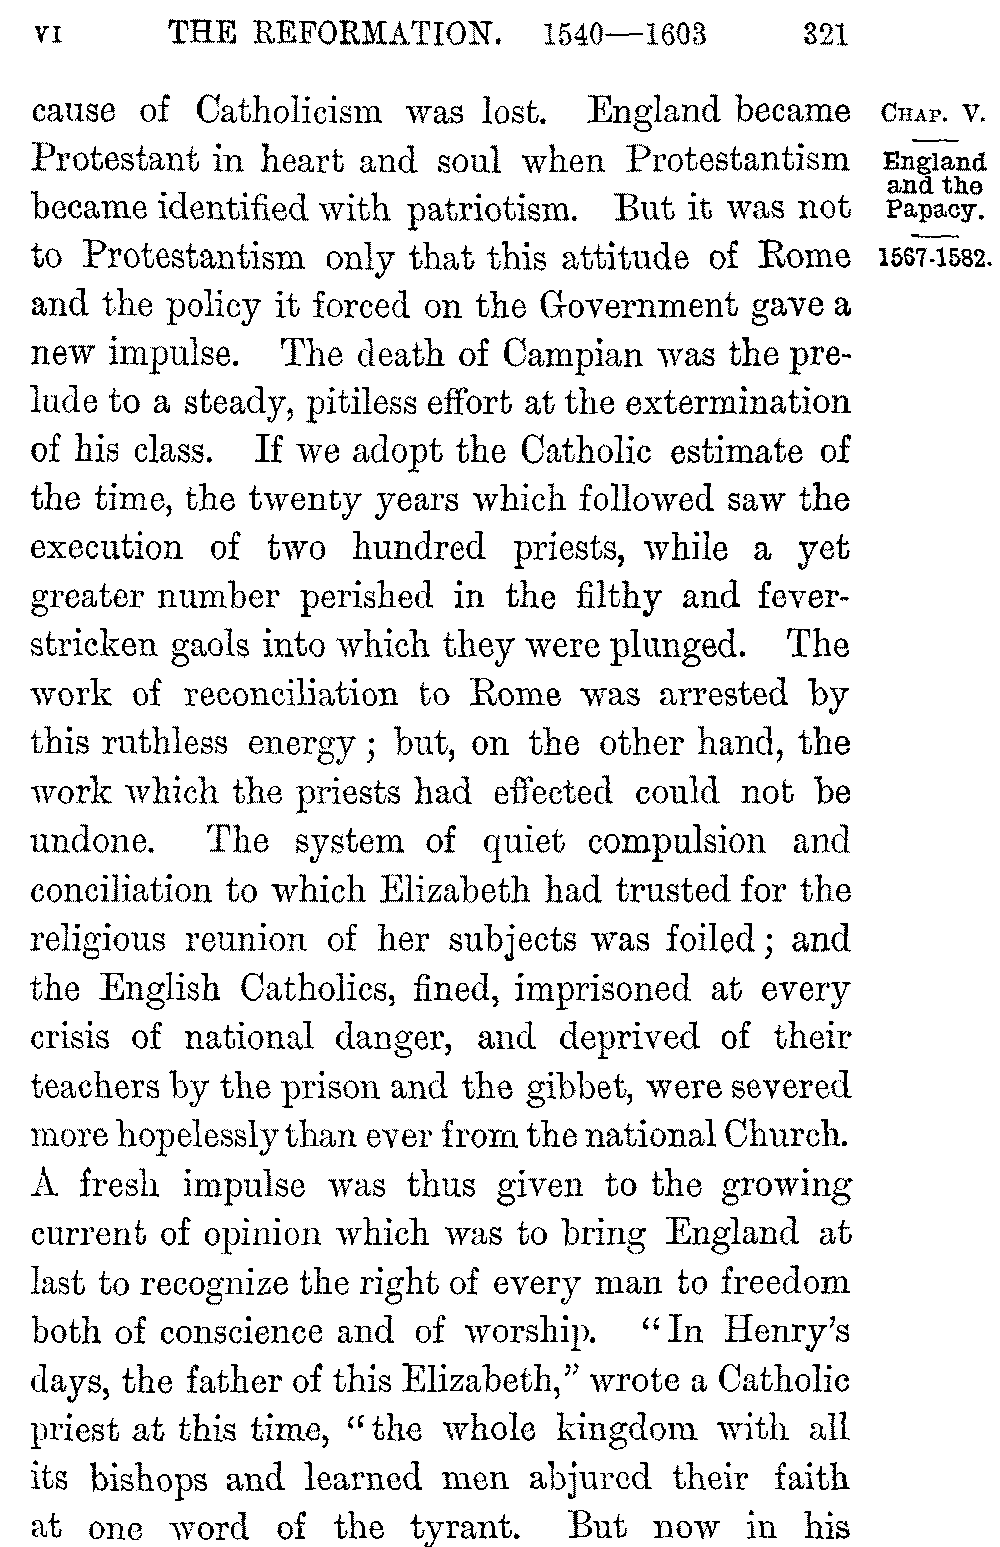 VI THE REFORMATION. 1540—1603 321
cause of Catholicism was lost. England became
Protestant in heart and soul when Protestantism
became identified with patriotism. But it was not
to Protestantism only that this attitude of Rome
and the policy it forced on the Government gave a
new impulse. The death of Campian was the pre-
lude to a steady, pitiless effort at the extermination
of his class. If we adopt the Catholic estimate of
the time, the twenty years which followed saw the
execution of two hundred priests, while a yet
greater number perished in the filthy and fever-
stricken gaols into which they were plunged. The
work of reconciliation to Rome was arrested by
this ruthless energy; but, on the other hand, the
work which the priests had effected could not be
undone. The system of quiet compulsion and
conciliation to which Elizabeth had trusted for the
religious reunion of her subjects was foiled; and
the English Catholics, fined, imprisoned at every
crisis of national danger, and deprived of their
teachers by the prison and the gibbet, were severed
more hopelessly than ever from the national Church.
A fresh impulse was thus given to the growing
current of opinion which was to bring England at
last to recognize the right of every man to freedom
both of conscience and of worship. "In Henry's
days, the father of this Elizabeth," wrote a Catholic
priest at this time, "the whole kingdom with all
its bishops and learned men abjured their faith
at one word of the tyrant. But now in his
CHAP. V.
England
and the
Papacy.
1567-1582.